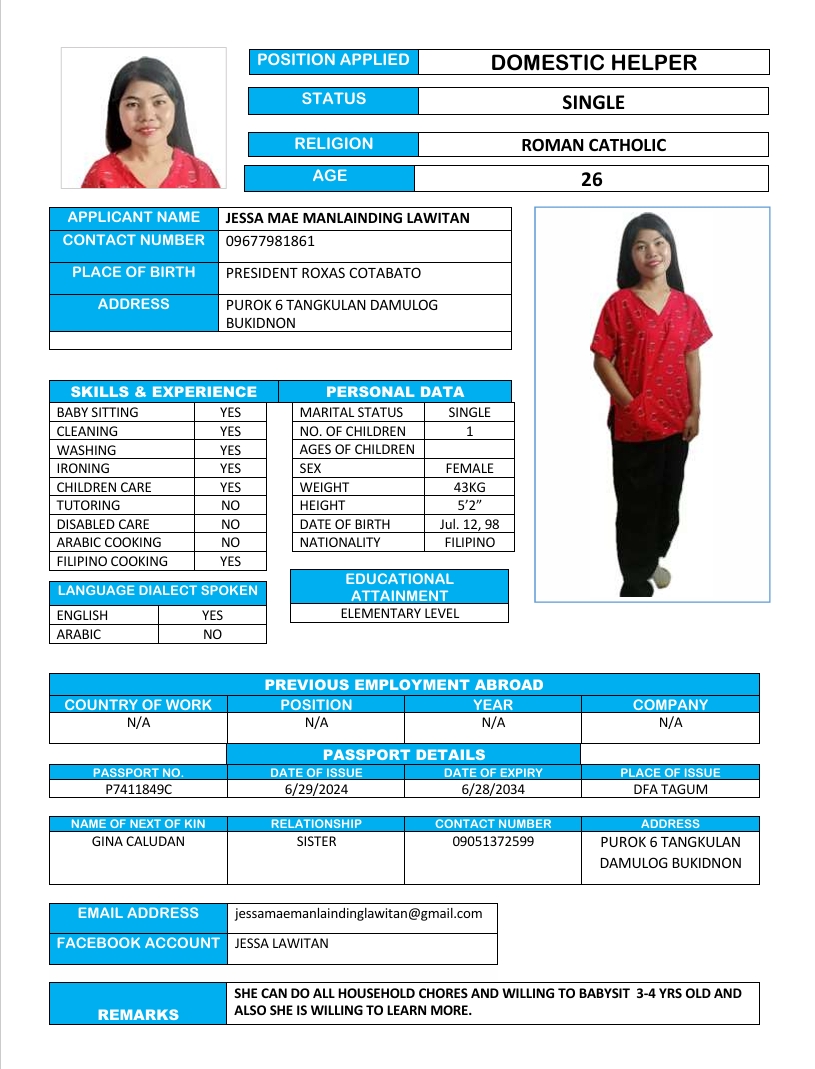 POSITION APPLIED DOMESTIC HELPER
STATUS SINGLE
RELIGION ROMAN CATHOLIC
AGE 26
APPLICANT NAME JESSA MAE MANLAINDING LAWITAN
CONTACT NUMBER 09677981861
PLACE OF BIRTH PRESIDENT ROXAS COTABATO
ADDRESS PUROK 6 TANGKULAN DAMULOG
BUKIDNON
SKILLS & EXPERIENCE PERSONAL DATA
BABY SITTING YES MARITAL STATUS SINGLE
CLEANING YES NO. OF CHILDREN 1
WASHING YES AGES OF CHILDREN
IRONING YES SEX FEMALE
CHILDREN CARE YES WEIGHT 43KG
TUTORING NO HEIGHT 5’2”
DISABLED CARE NO DATE OF BIRTH Jul. 12, 98
ARABIC COOKING NO NATIONALITY FILIPINO
FILIPINO COOKING YES
LANGUAGE DIALECT SPOKEN
ENGLISH YES
ARABIC NO
EDUCATIONAL
ATTAINMENT
ELEMENTARY LEVEL
PREVIOUS EMPLOYMENT ABROAD
COUNTRY OF WORK POSITION YEAR COMPANY
N/A N/A N/A N/A
PASSPORT DETAILS
PASSPORT NO. DATE OF ISSUE DATE OF EXPIRY PLACE OF ISSUE
P7411849C 6/29/2024 6/28/2034 DFA TAGUM
NAME OF NEXT OF KIN RELATIONSHIP CONTACT NUMBER ADDRESS
GINA CALUDAN SISTER 09051372599 PUROK 6 TANGKULAN
DAMULOG BUKIDNON
EMAIL ADDRESS jessamaemanlaindinglawitan@gmail.com
FACEBOOK ACCOUNT JESSA LAWITAN
REMARKS SHE CAN DO ALL HOUSEHOLD CHORES AND WILLING TO BABYSIT 3-4 YRS OLD AND
ALSO SHE IS WILLING TO LEARN MORE.